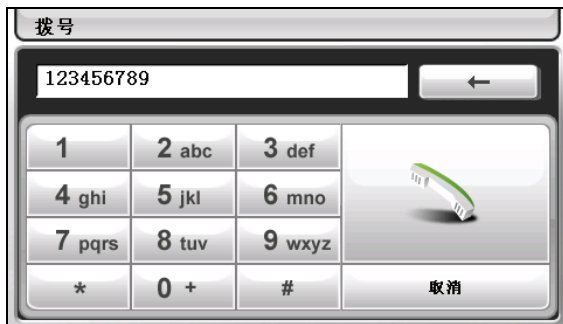 拨号
123456789
←
1 2 abc 3 def
4 ghi 5 jkl 6 mno
7 pqrs 8 tuv 9 wxyz
* 0 + # 取消